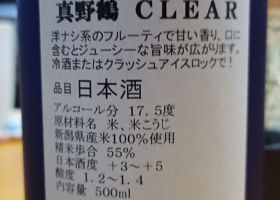 真野鶴 CLEAR
洋ナシ系のフルーティで甘い香り、口に
含むとジューシーな旨味が広がります。
冷酒またはクラッシュアイスロックで！
品目 日本酒
アルコール分 17.5度
原材料名 米、米こうじ
新潟県産米100%使用
精米歩合 55%
日本酒度 +3~+5
酸度 1.2~1.4
内容量 500ml